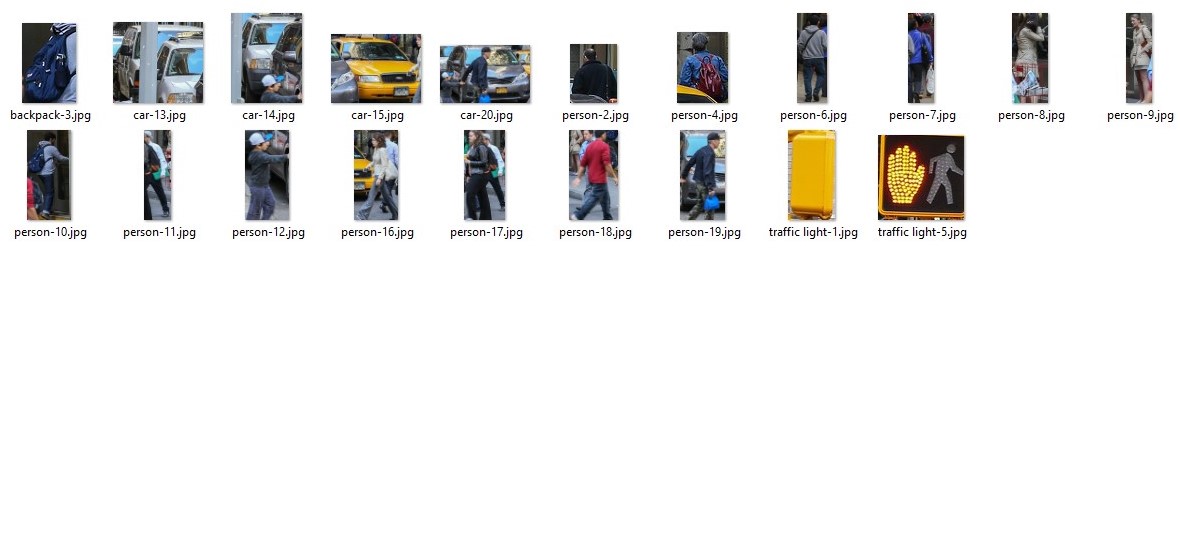 backpack-3.jpg car-13.jpg car-14.jpg car-15.jpg car-20.jpg person-2.jpg person-4.jpg person-6.jpg person-7.jpg person-8.jpg person-9.jpg
person-10.jpg person-11.jpg person-12.jpg person-16.jpg person-17.jpg person-18.jpg person-19.jpg traffic light-1.jpg traffic light-5.jpg